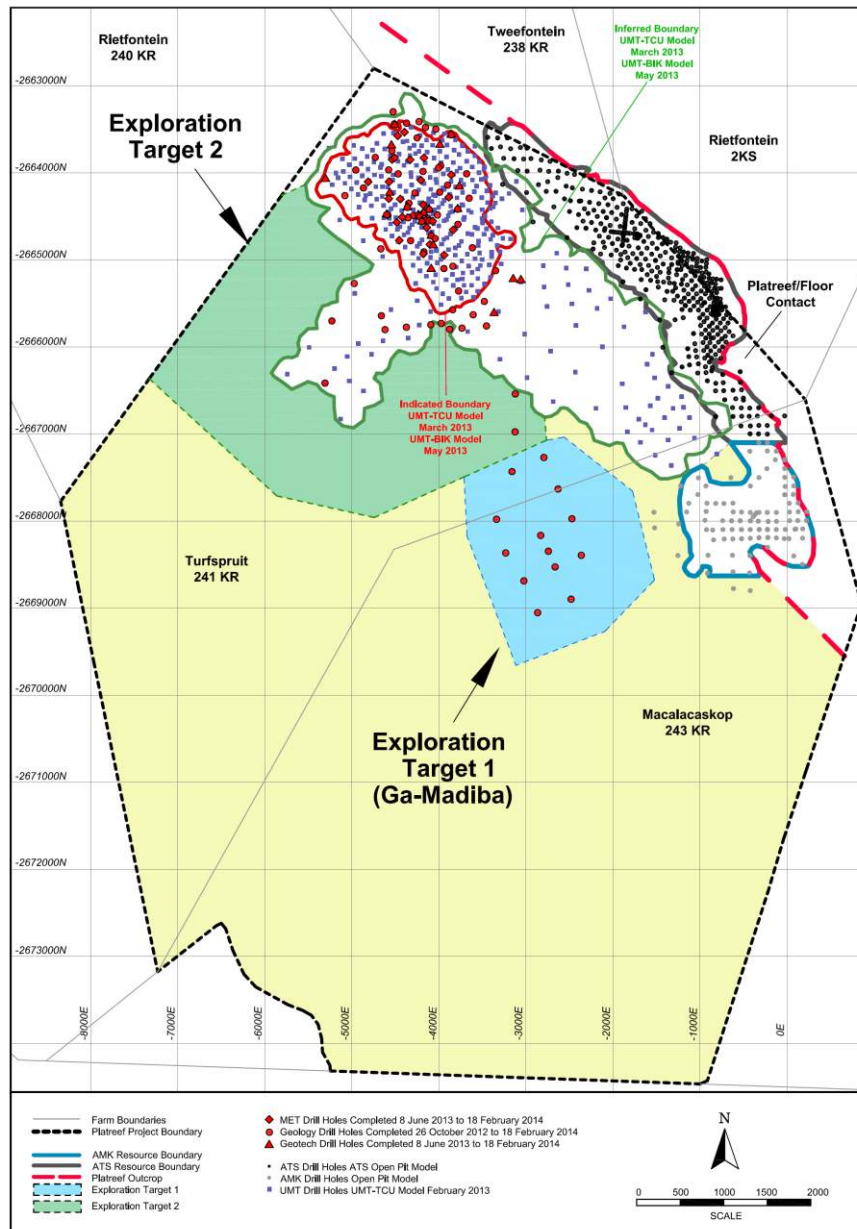 Rietfontein
240 KR
Tweefontein
238 KR
Inferred Boundary
UMT-TCU Model
March 2013
UMT-BIK Model
May 2013
-2663000N
Exploration
Target 2
Rietfontein
2KS
-2664000N
-2665000N
Platreef/Floor
Contact
-2666000N
Indicated Boundary
UMT-TCU Model
March 2013
UMT-BIK Model
May 2013
-2667000N
-2668000N
Turfspruit
241 KR
-2669000N
-2670000N
Macalacaskop
243 KR
Exploration
Target 1
(Ga-Madiba)
-2671000N
-2672000N
-2673000N
-8000E
-7000E
-6000E
-5000E
-4000E
-3000E
-2000E
-1000E
0E
Farm Boundaries
Platreef Project Boundary
AMK Resource Boundary
ATS Resource Boundary
Platreef Outcrop
Exploration Target 1
Exploration Target 2
MET Drill Holes Completed 8 June 2013 to 18 February 2014
Geology Drill Holes Completed 26 October 2012 to 18 February 2014
Geotech Drill Holes Completed 8 June 2013 to 18 February 2014
ATS Drill Holes ATS Open Pit Model
AMK Drill Holes Open Pit Model
UMT Drill Holes UMT-TCU Model February 2013
N
0 500 1000 1500 2000
SCALE